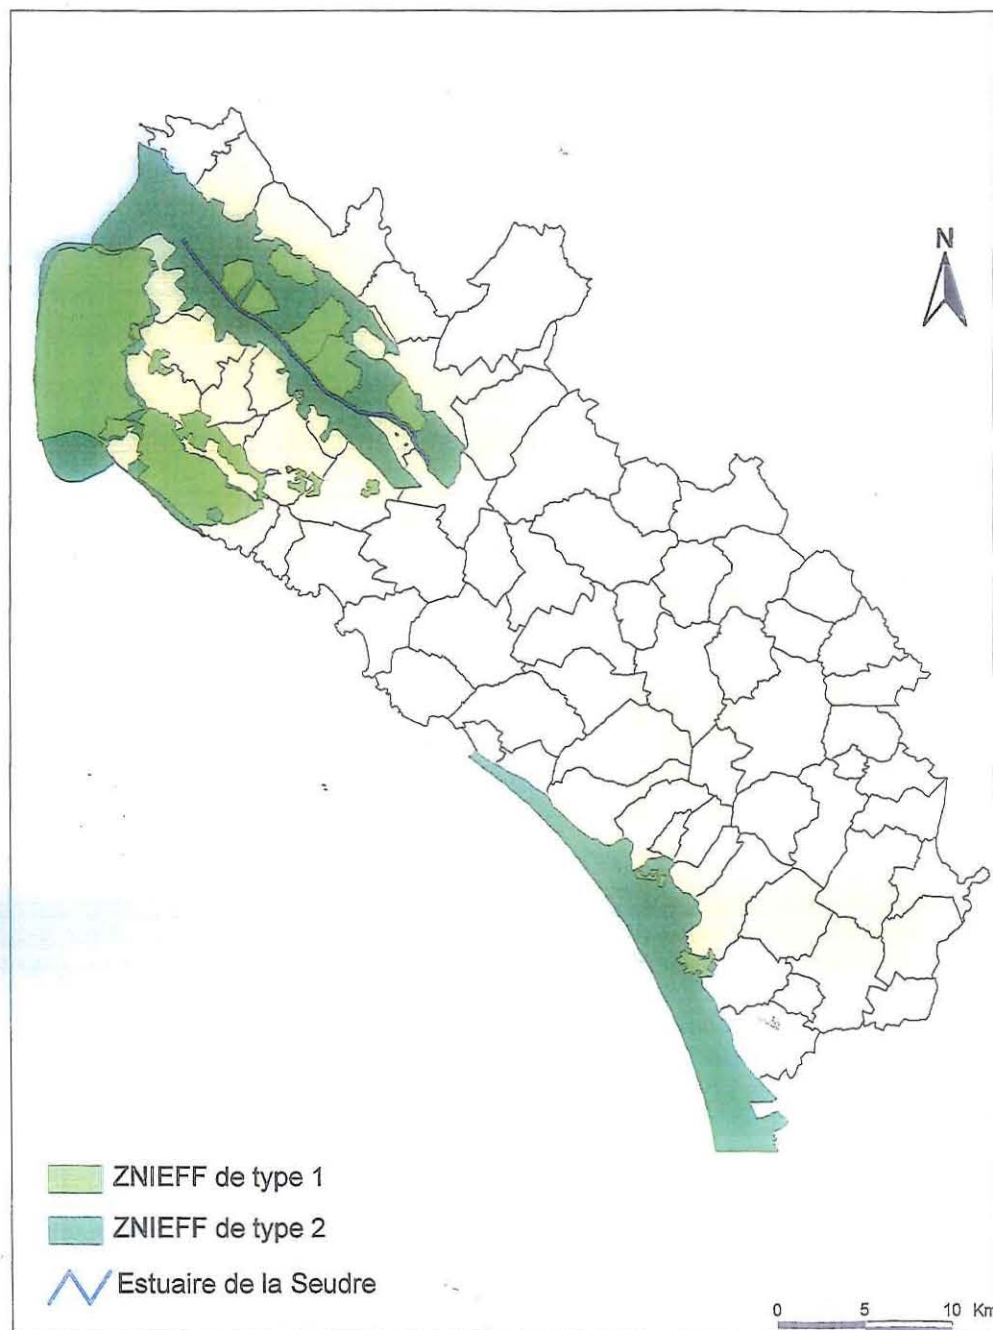 N
ZNIEFF de type 1
ZNIEFF de type 2
Estuaire de la Seudre
0 5 10 Km